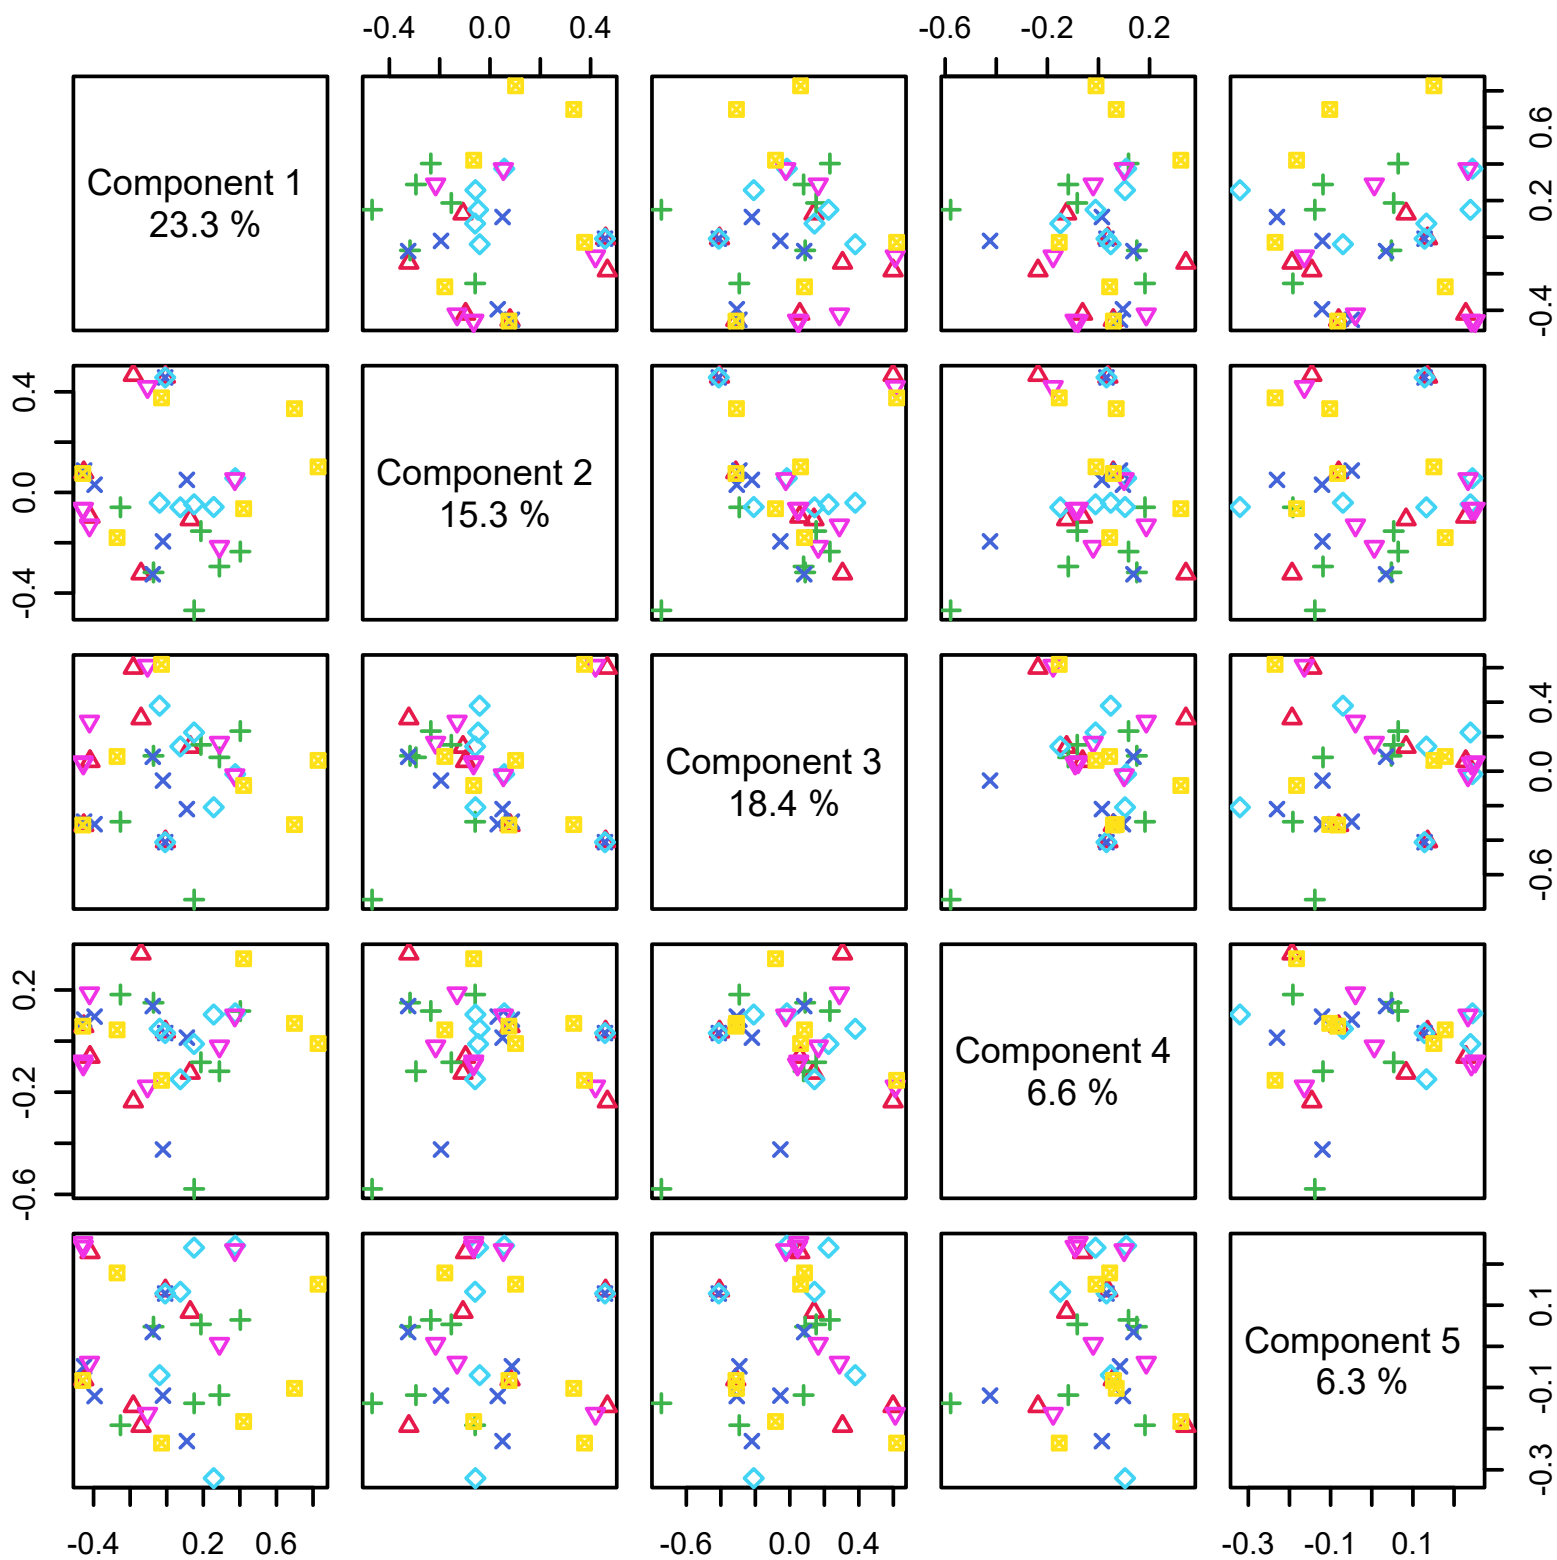 -0.4 0.0 0.4 -0.6 -0.2 0.2
Component 1
23.3 %
-0.4 0.2 0.6
-0.4 0.0 0.4
Component 2
15.3 %
Component 3
18.4 %
-0.6 0.0 0.4
-0.6 -0.2 0.2
Component 4
6.6 %
Component 5
6.3 %
-0.3 -0.1 0.1
-0.4 0.2 0.6 -0.6 0.0 0.4 -0.3 -0.1 0.1